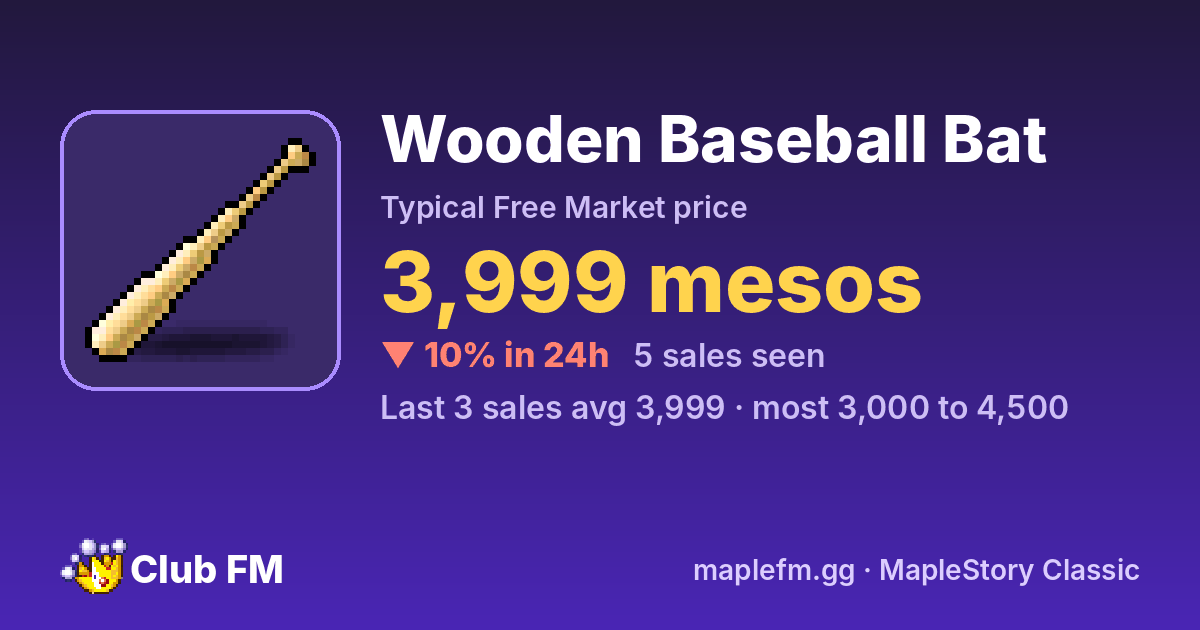 Wooden Baseball Bat
Typical Free Market price
3,999 mesos
▼ 10% in 24h 5 sales seen
Last 3 sales avg 3,999 · most 3,000 to 4,500
Club FM
maplefm.gg · MapleStory Classic